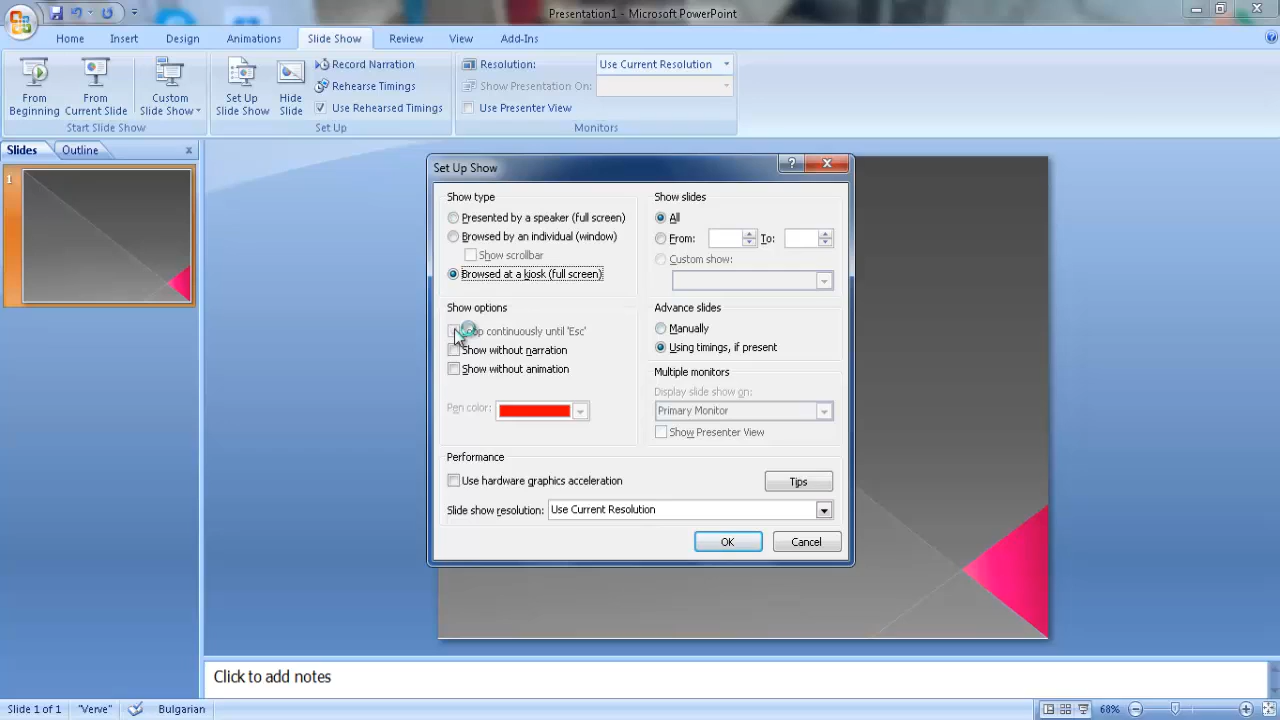 Presentation1 - Microsoft PowerPoint
Home Insert Design Animations Slide Show Review View Add-Ins
From Beginning
From Current Slide
Custom Slide Show
Start Slide Show
Set Up Slide Show
Hide Slide
Record Narration
Rehearse Timings
Use Rehearsed Timings
Set Up
Resolution: Use Current Resolution
Show Presentation On:
Use Presenter View
Monitors
Slides Outline
1
Set Up Show
Show type
Presented by a speaker (full screen)
Browsed by an individual (window)
Show scrollbar
Browsed at a kiosk (full screen)
Show slides
All
From: To:
Custom show:
Show options
continuously until 'Esc'
Show without narration
Show without animation
Pen color:
Advance slides
Manually
Using timings, if present
Multiple monitors
Display slide show on:
Primary Monitor
Show Presenter View
Performance
Use hardware graphics acceleration
Tips
Slide show resolution: Use Current Resolution
OK Cancel
Click to add notes
Slide 1 of 1 "Verve" Bulgarian 68%